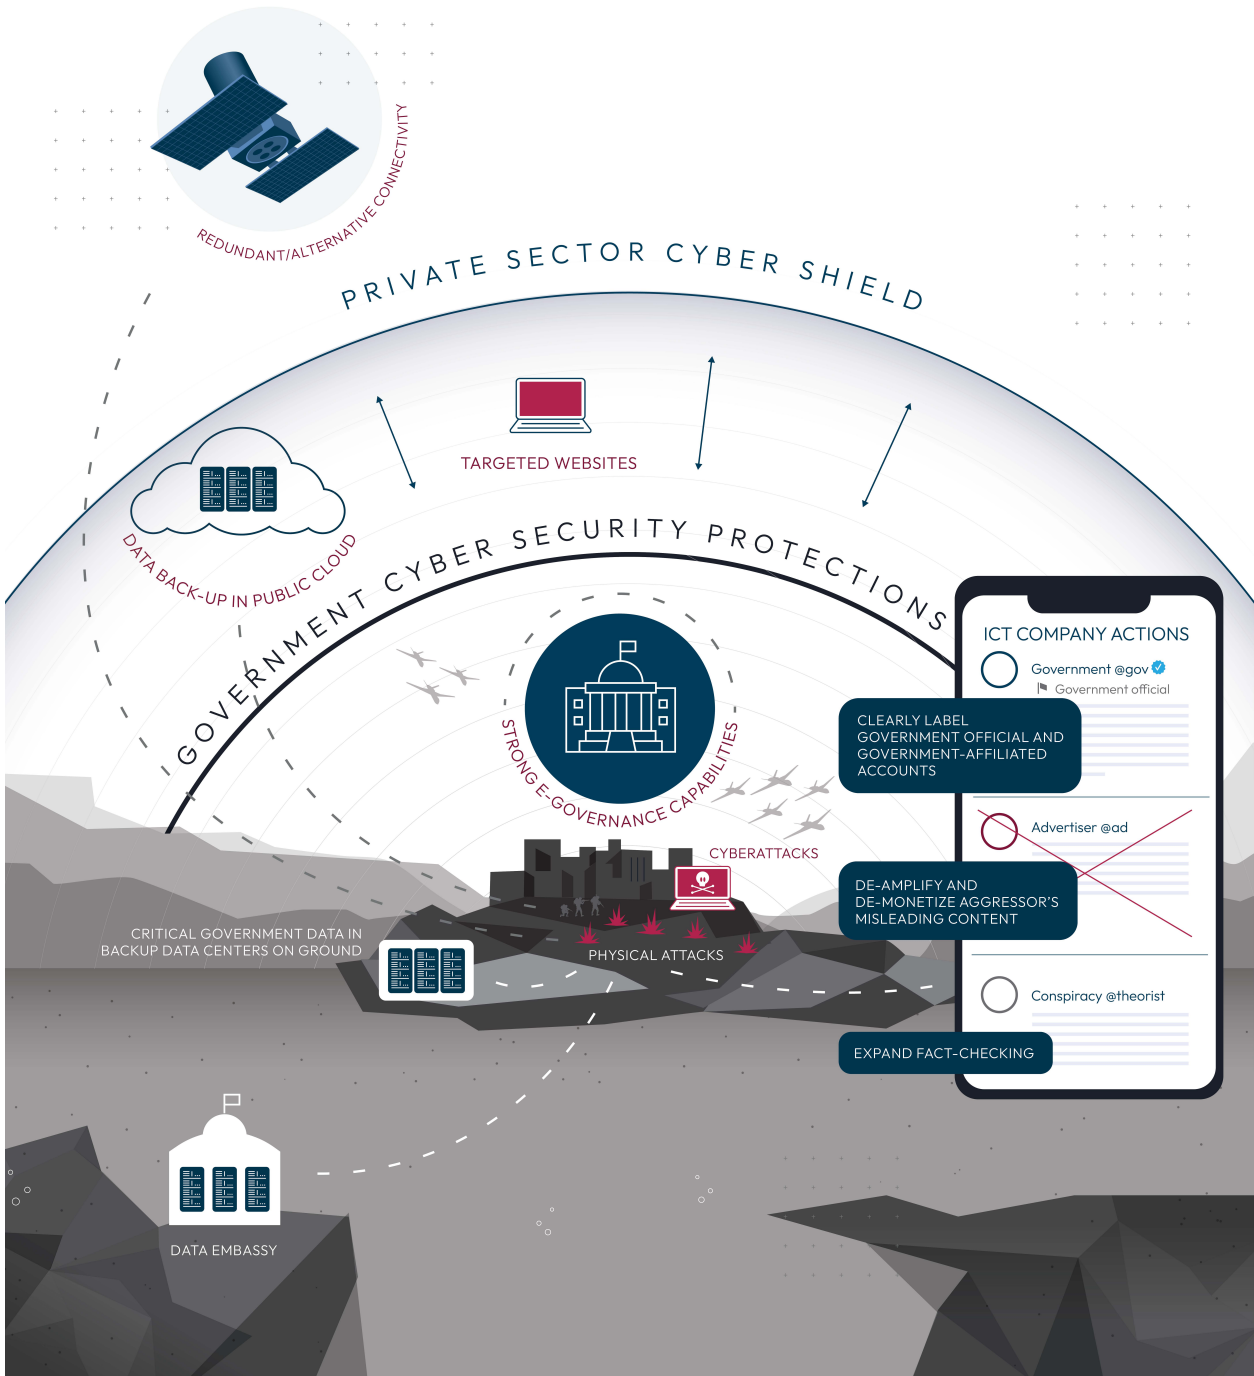 REDUNDANT/ALTERNATIVE CONNECTIVITY
PRIVATE SECTOR CYBER SHIELD
TARGETED WEBSITES
DATA BACK-UP IN PUBLIC CLOUD
GOVERNMENT CYBER SECURITY PROTECTIONS
STRONG E-GOVERNANCE CAPABILITIES
CYBERATTACKS
PHYSICAL ATTACKS
CRITICAL GOVERNMENT DATA IN
BACKUP DATA CENTERS ON GROUND
DATA EMBASSY
ICT COMPANY ACTIONS
Government @gov
Government official
CLEARLY LABEL
GOVERNMENT OFFICIAL AND
GOVERNMENT-AFFILIATED
ACCOUNTS
Advertiser @ad
DE-AMPLIFY AND
DE-MONETIZE AGGRESSOR'S
MISLEADING CONTENT
Conspiracy @theorist
EXPAND FACT-CHECKING